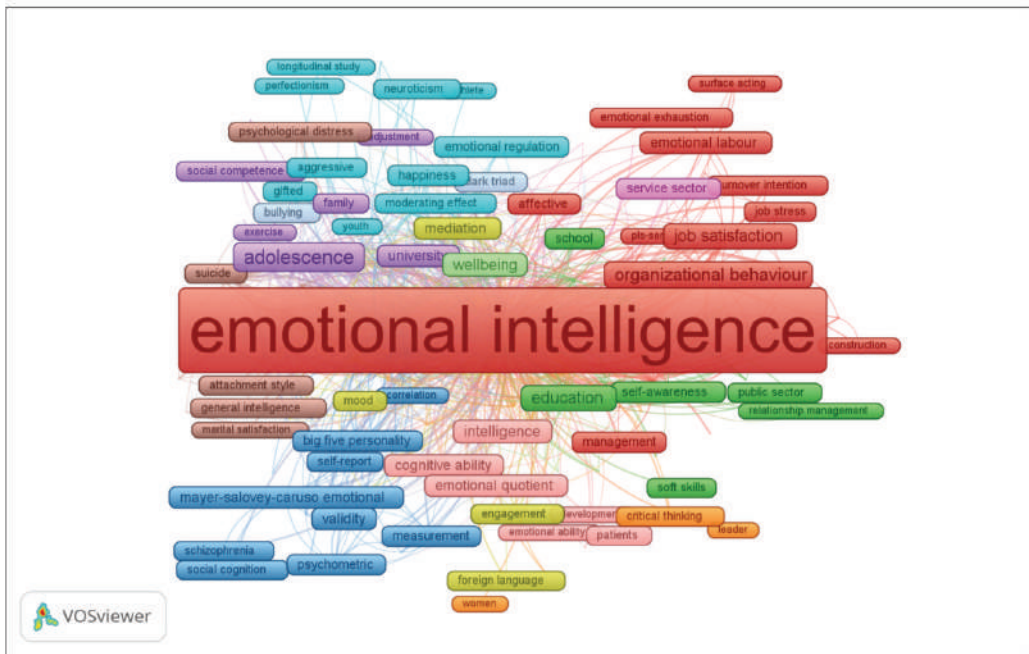 longitudinal study
perfectionism
neuroticism
surface acting
emotional exhaustion
psychological distress
adjustment
emotional regulation
emotional labour
social competence
aggressive
happiness
dark triad
service sector
turnover intention
gifted
family
moderating effect
affective
bullying
job stress
exercise
youth
mediation
school
job satisfaction
adolescence
university
wellbeing
suicide
organizational behaviour
emotional intelligence
construction
attachment style
mood
correlation
education
self-awareness
public sector
general intelligence
relationship management
marital satisfaction
big five personality
intelligence
management
self-report
cognitive ability
emotional quotient
soft skills
mayer-salovey-caruso emotional
validity
engagement
development
critical thinking
measurement
emotional ability
patients
leader
schizophrenia
social cognition
psychometric
foreign language
women
VOSviewer